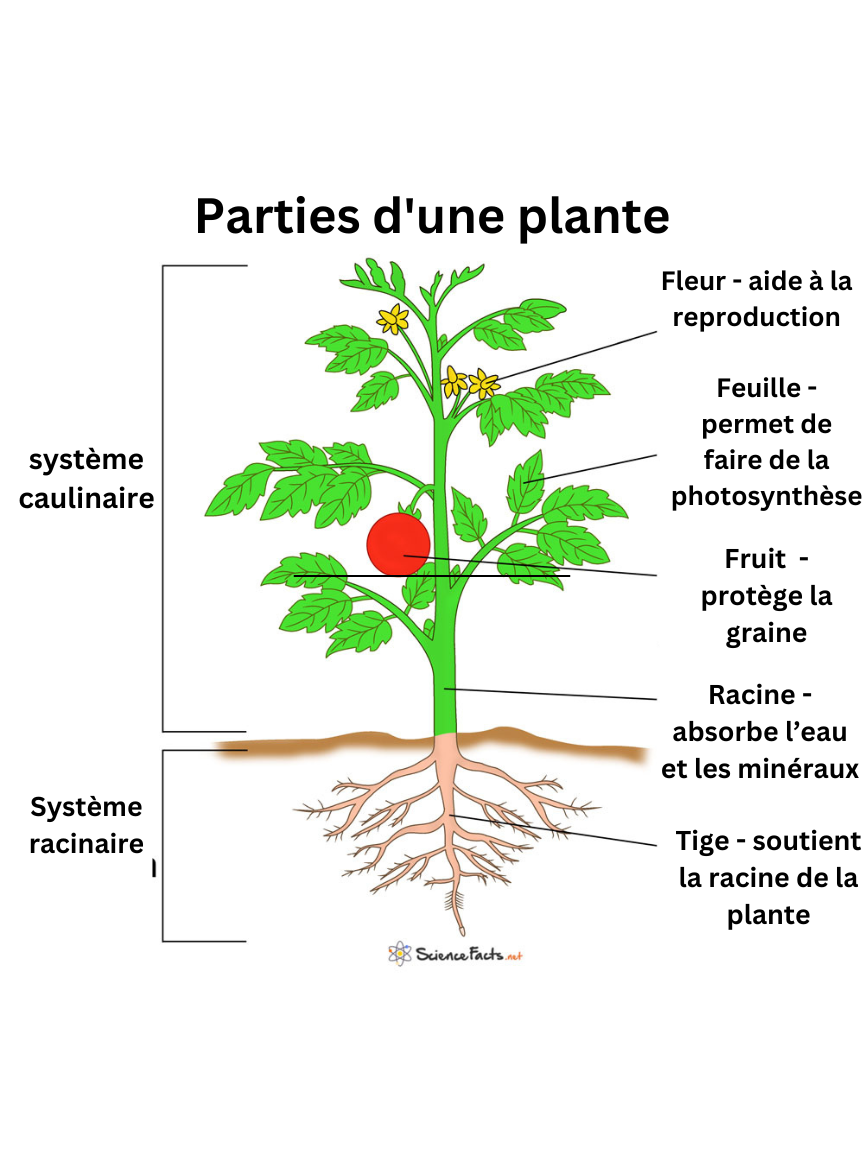 Parties d'une plante
Fleur - aide à la
reproduction
Feuille -
permet de
faire de la
photosynthèse
système
caulinaire
Fruit -
protège la
graine
Racine -
absorbe l’eau
et les minéraux
Système
racinaire
Tige - soutient
la racine de la
plante
ScienceFacts.net